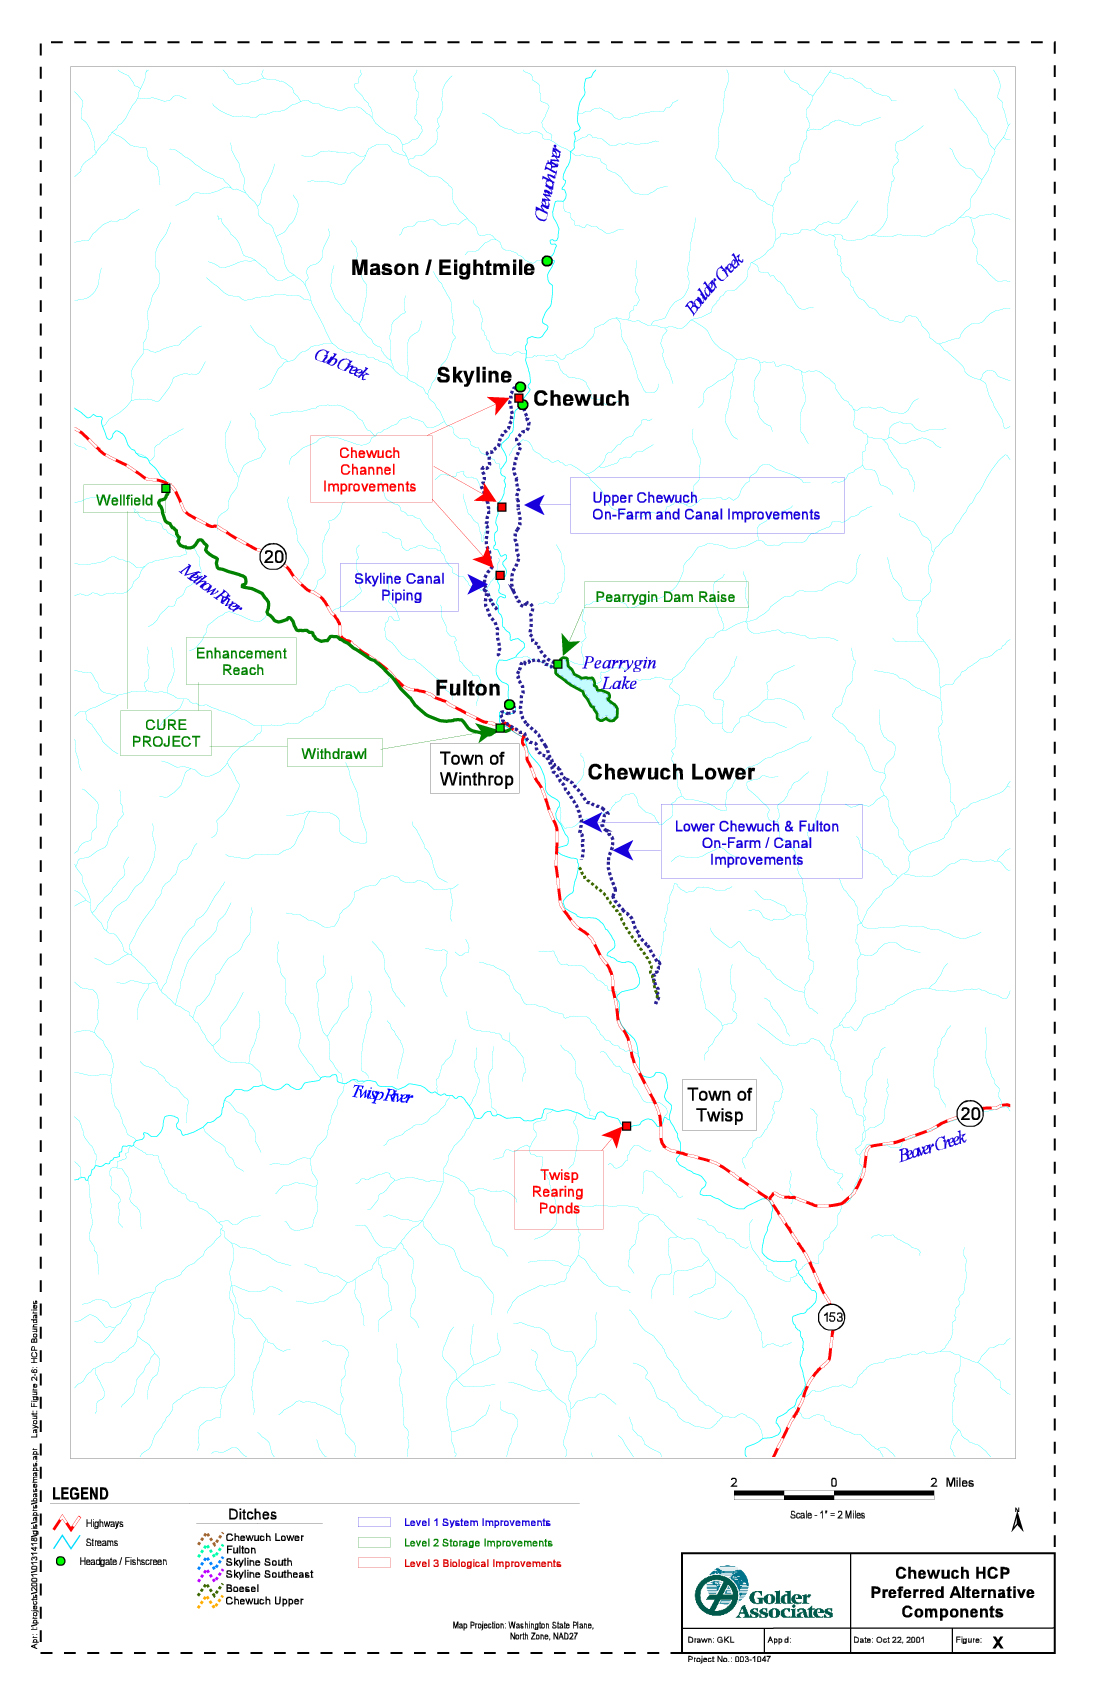 Chewuch River
Mason / Eightmile
Boulder Creek
Cub Creek
Skyline
Chewuch
Chewuch
Channel
Improvements
Wellfield
Upper Chewuch
On-Farm and Canal Improvements
20
Methow River
Skyline Canal
Piping
Pearrygin Dam Raise
Enhancement
Reach
Pearrygin
Lake
Fulton
CURE
PROJECT
Withdrawl
Town of
Winthrop
Chewuch Lower
Lower Chewuch & Fulton
On-Farm / Canal
Improvements
Twisp River
Town of
Twisp
20
Beaver Creek
Twisp
Rearing
Ponds
153
Layout: Figure 2-6: HCP Boundaries
LEGEND
Highways
Streams
Headgate / Fishscreen
Ditches
Chewuch Lower
Fulton
Skyline South
Skyline Southeast
Boesel
Chewuch Upper
Level 1 System Improvements
Level 2 Storage Improvements
Level 3 Biological Improvements
2 0 2 Miles
Scale - 1" = 2 Miles
N
Map Projection: Washington State Plane,
North Zone, NAD27
Golder
Associates
Chewuch HCP
Preferred Alternative
Components
Drawn: GKL
App d:
Date: Oct 22, 2001
Figure: X
Project No.: 003-1047